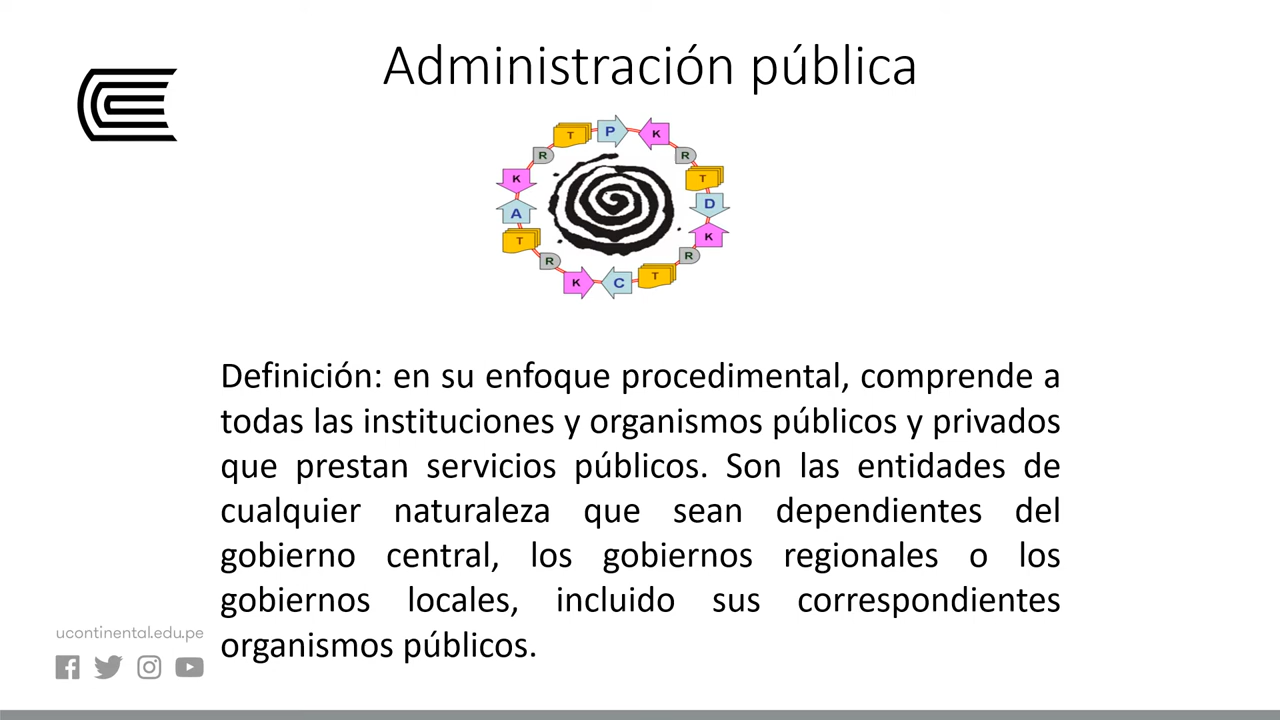 Administración pública
T P K
R R
K T
A D
T K
R R
K C T
Definición: en su enfoque procedimental, comprende a
todas las instituciones y organismos públicos y privados
que prestan servicios públicos. Son las entidades de
cualquier naturaleza que sean dependientes del
gobierno central, los gobiernos regionales o los
gobiernos locales, incluido sus correspondientes
organismos públicos.
ucontinental.edu.pe